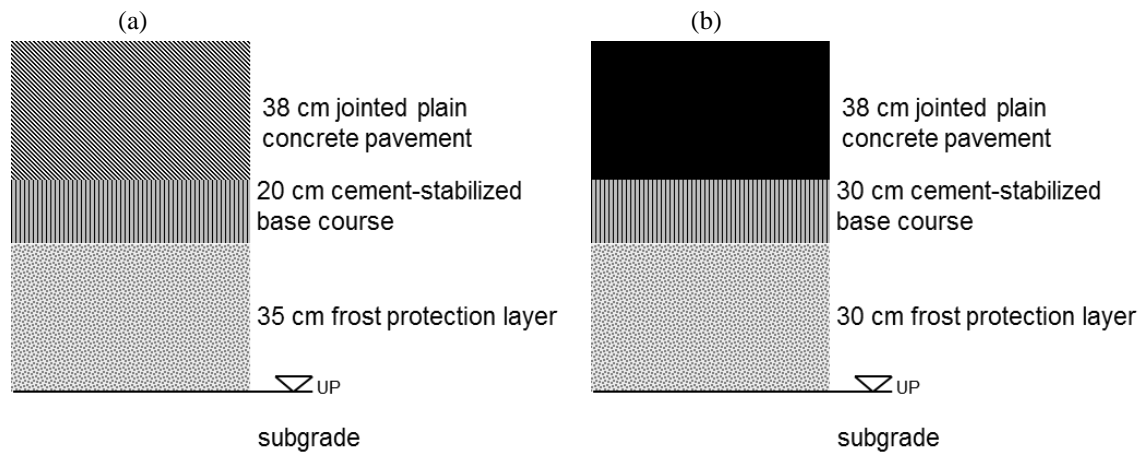 (a)
38 cm jointed plain
concrete pavement
20 cm cement-stabilized
base course
35 cm frost protection layer
UP
subgrade
(b)
38 cm jointed plain
concrete pavement
30 cm cement-stabilized
base course
30 cm frost protection layer
UP
subgrade